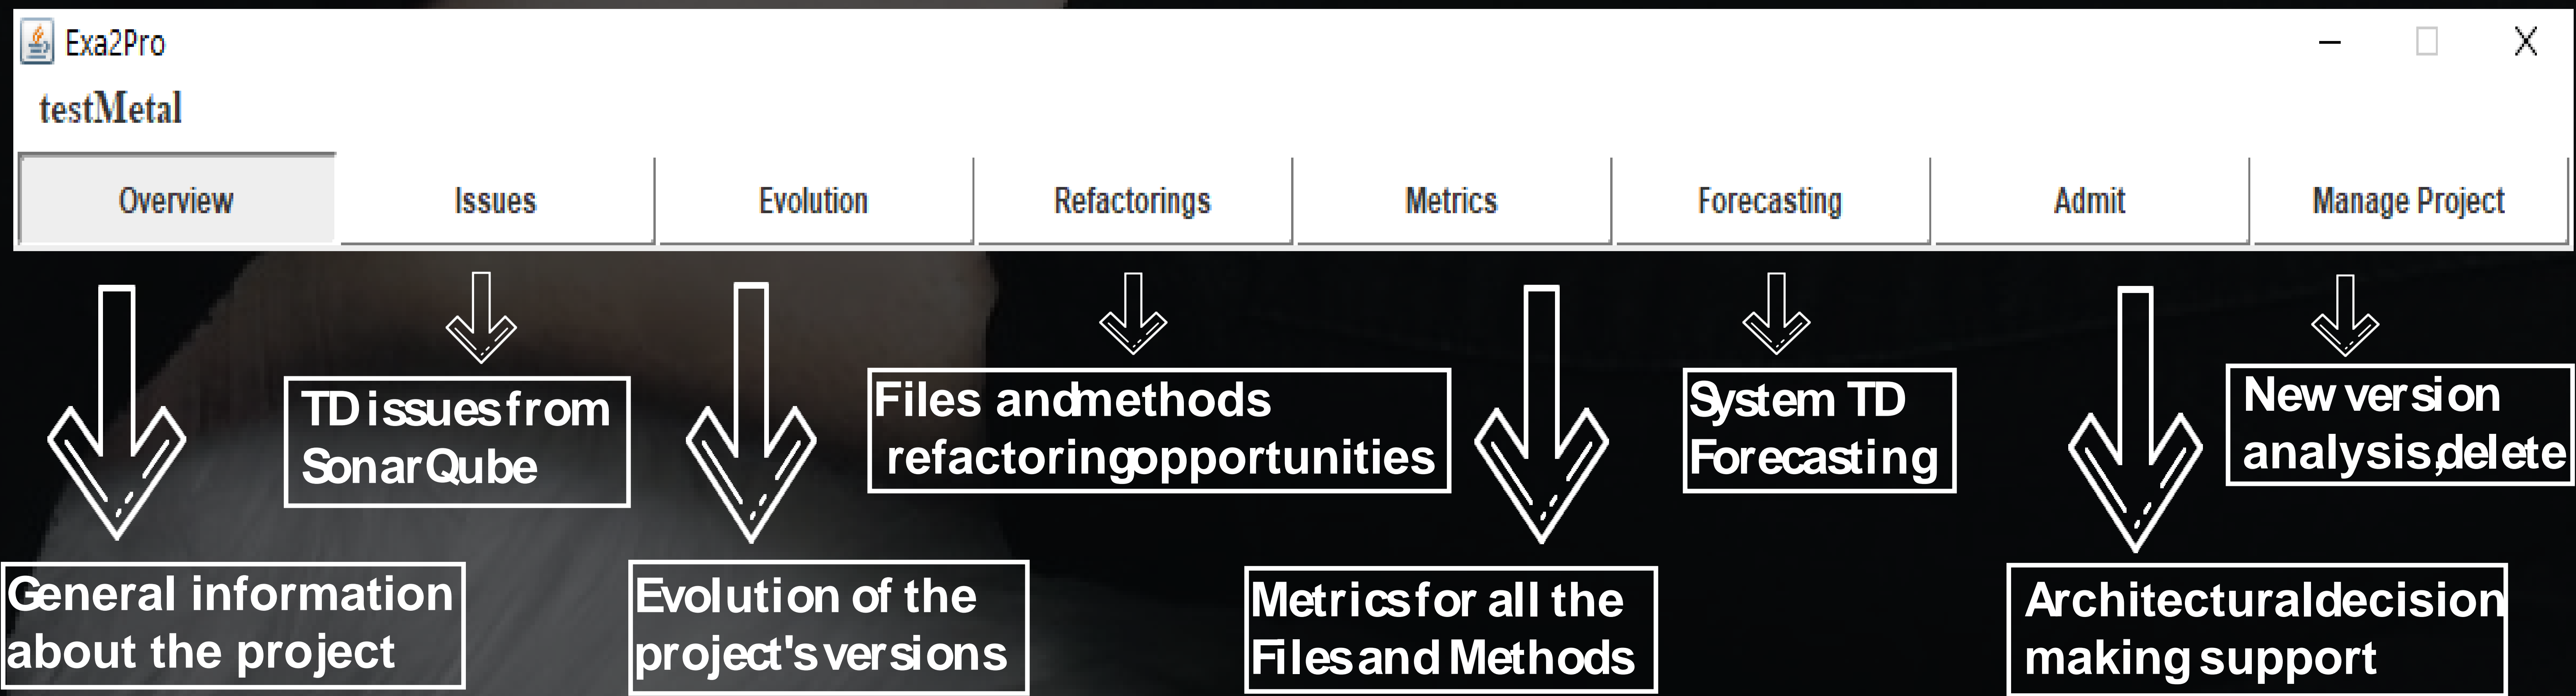 Exa2Pro
testMetal
Overview Issues Evolution Refactorings Metrics Forecasting Admit Manage Project
TD issues from
SonarQube
Files and methods
refactoring opportunities
System TD
Forecasting
New version
analysis,delete
General information
about the project
Evolution of the
project's versions
Metrics for all the
Files and Methods
Architectural decision
making support